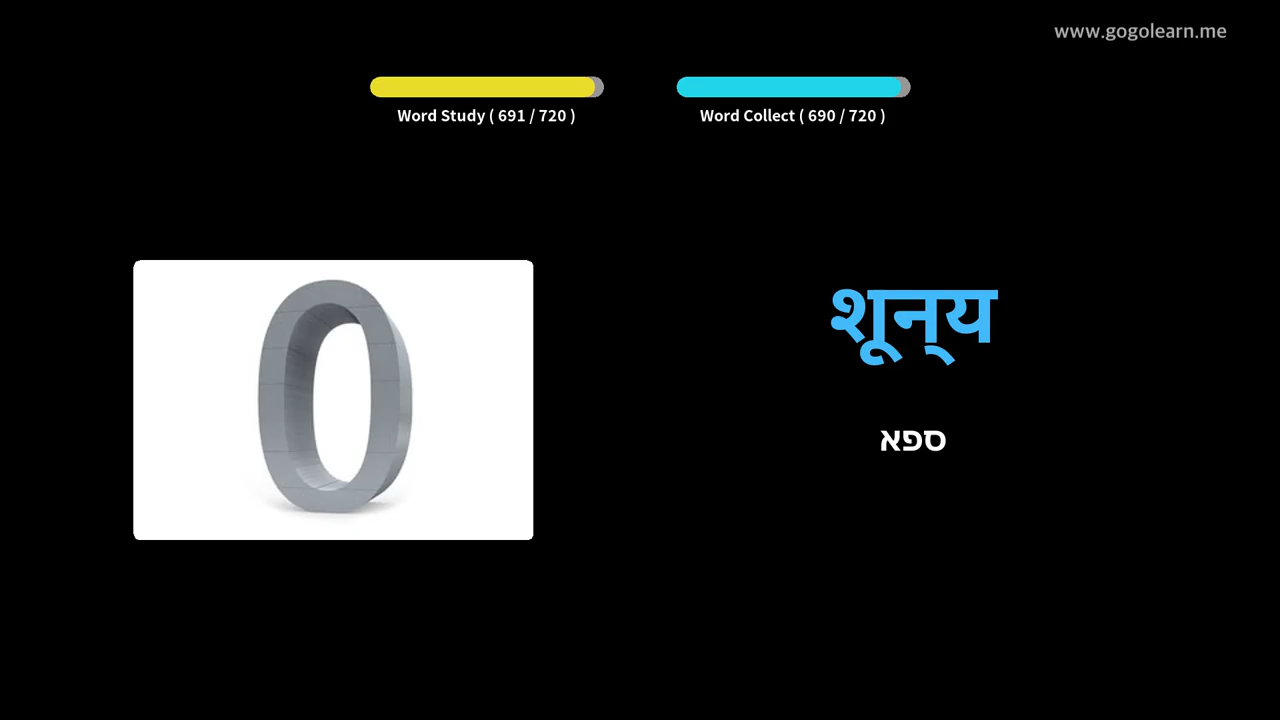 www.gogolearn.me
Word Study ( 691 / 720 )
Word Collect ( 690 / 720 )
0
शून्‌य
ספא